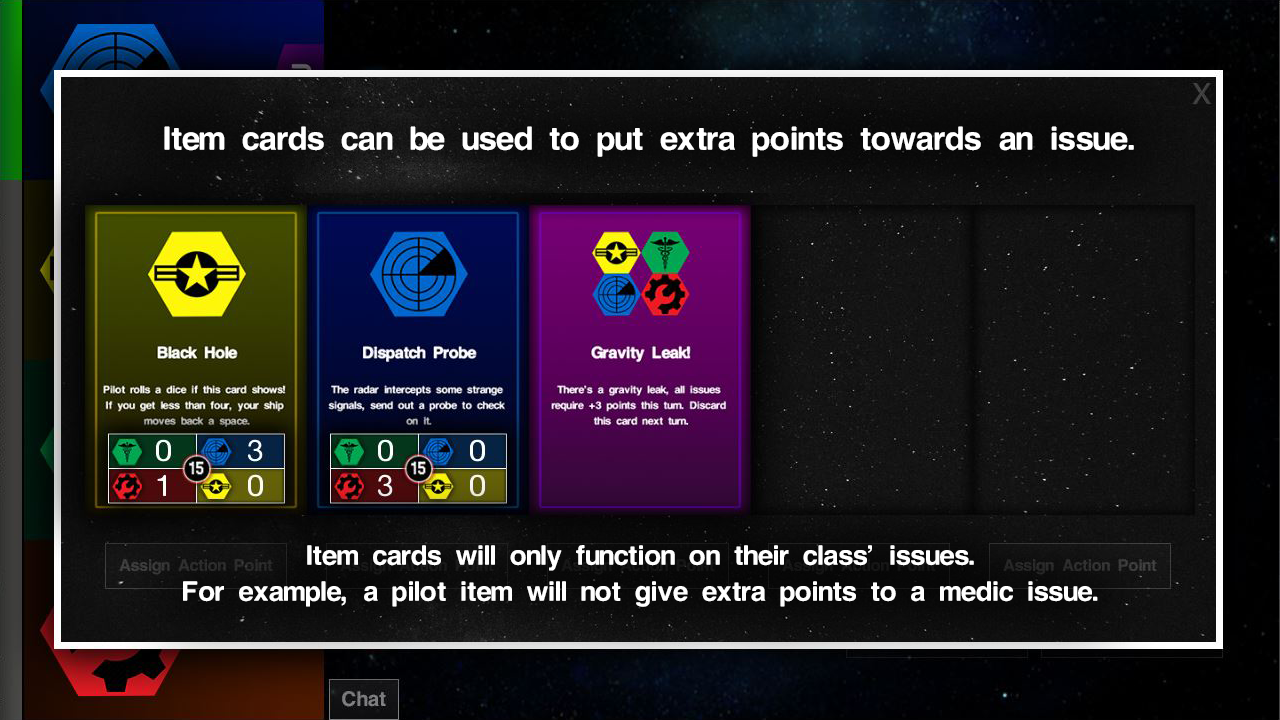 X
Item cards can be used to put extra points towards an issue.
Black Hole
Pilot rolls a dice if this card shows!
If you get less than four, your ship
moves back a space.
0 3
15
1 0
Dispatch Probe
The radar intercepts some strange
signals, send out a probe to check
on it.
0 0
15
3 0
Gravity Leak!
There's a gravity leak, all issues
require +3 points this turn. Discard
this card next turn.
Assign Action Point
Assign Action Point
Item cards will only function on their class’ issues.
For example, a pilot item will not give extra points to a medic issue.
Chat